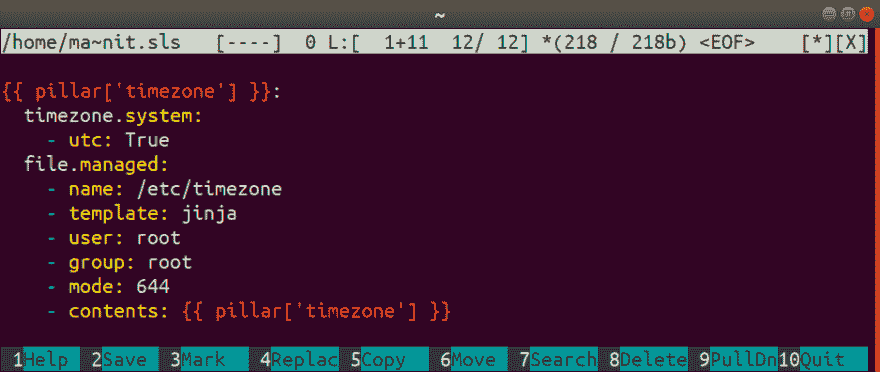 ~
/home/ma~nit.sls   [----]  0 L:[  1+11  12/ 12] *(218 / 218b) <EOF>    [*][X]
{{ pillar['timezone'] }}:
  timezone.system:
    - utc: True
  file.managed:
    - name: /etc/timezone
    - template: jinja
    - user: root
    - group: root
    - mode: 644
    - contents: {{ pillar['timezone'] }}
1Help  2Save  3Mark  4Replac 5Copy  6Move  7Search 8Delete 9PullDn 10Quit